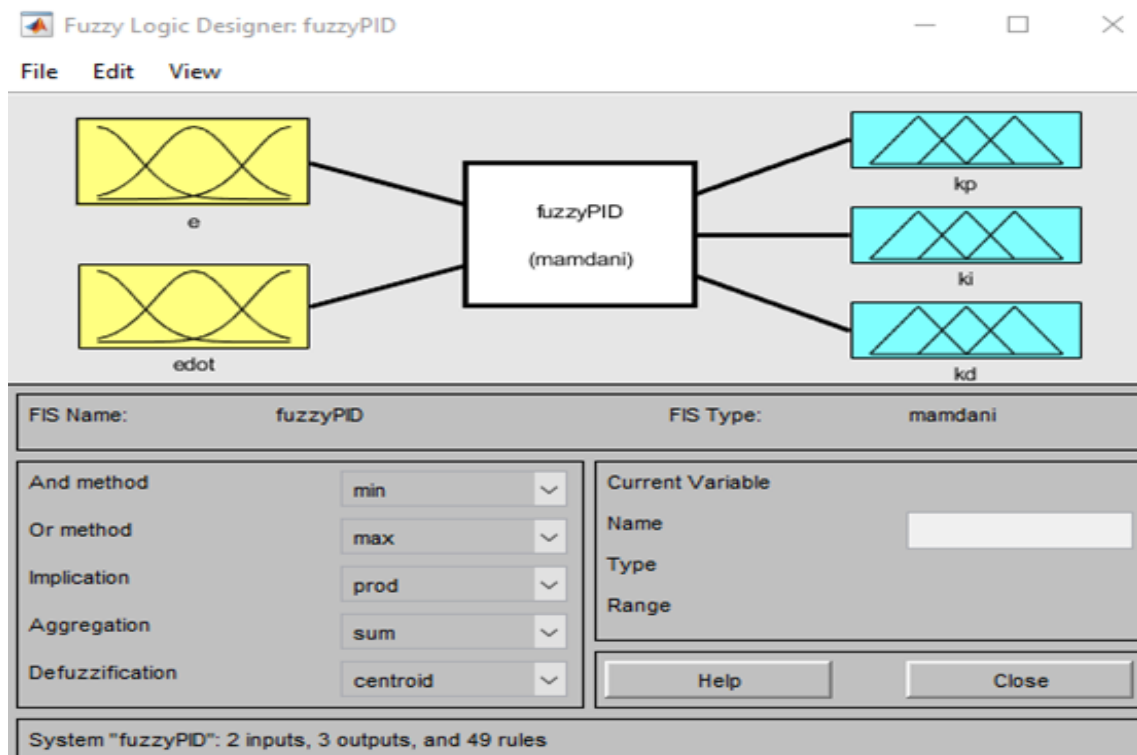 Fuzzy Logic Designer: fuzzyPID
File Edit View
e
edot
fuzzyPID
(mamdani)
kp
ki
kd
FIS Name: fuzzyPID FIS Type: mamdani
And method min
Or method max
Implication prod
Aggregation sum
Defuzzification centroid
Current Variable
Name
Type
Range
Help Close
System "fuzzyPID": 2 inputs, 3 outputs, and 49 rules